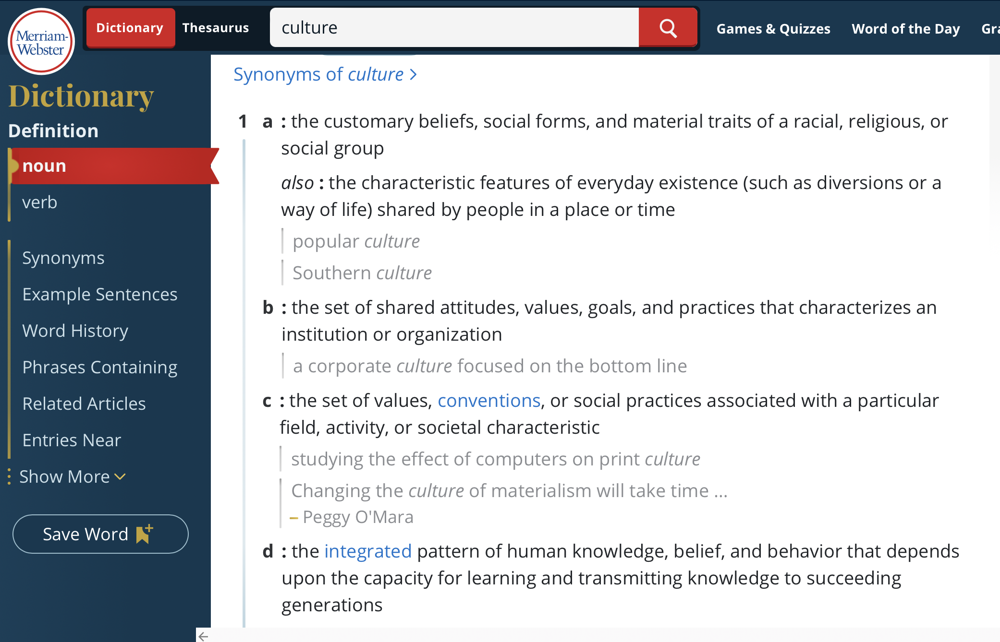 Merriam-
Webster
Dictionary
Thesaurus
culture
Games & Quizzes
Word of the Day
Dictionary
Definition
noun
verb
Synonyms
Example Sentences
Word History
Phrases Containing
Related Articles
Entries Near
Show More
Save Word
Synonyms of culture
1 a : the customary beliefs, social forms, and material traits of a racial, religious, or
social group
also : the characteristic features of everyday existence (such as diversions or a
way of life) shared by people in a place or time
popular culture
Southern culture
b : the set of shared attitudes, values, goals, and practices that characterizes an
institution or organization
a corporate culture focused on the bottom line
c : the set of values, conventions, or social practices associated with a particular
field, activity, or societal characteristic
studying the effect of computers on print culture
Changing the culture of materialism will take time ...
– Peggy O'Mara
d : the integrated pattern of human knowledge, belief, and behavior that depends
upon the capacity for learning and transmitting knowledge to succeeding
generations